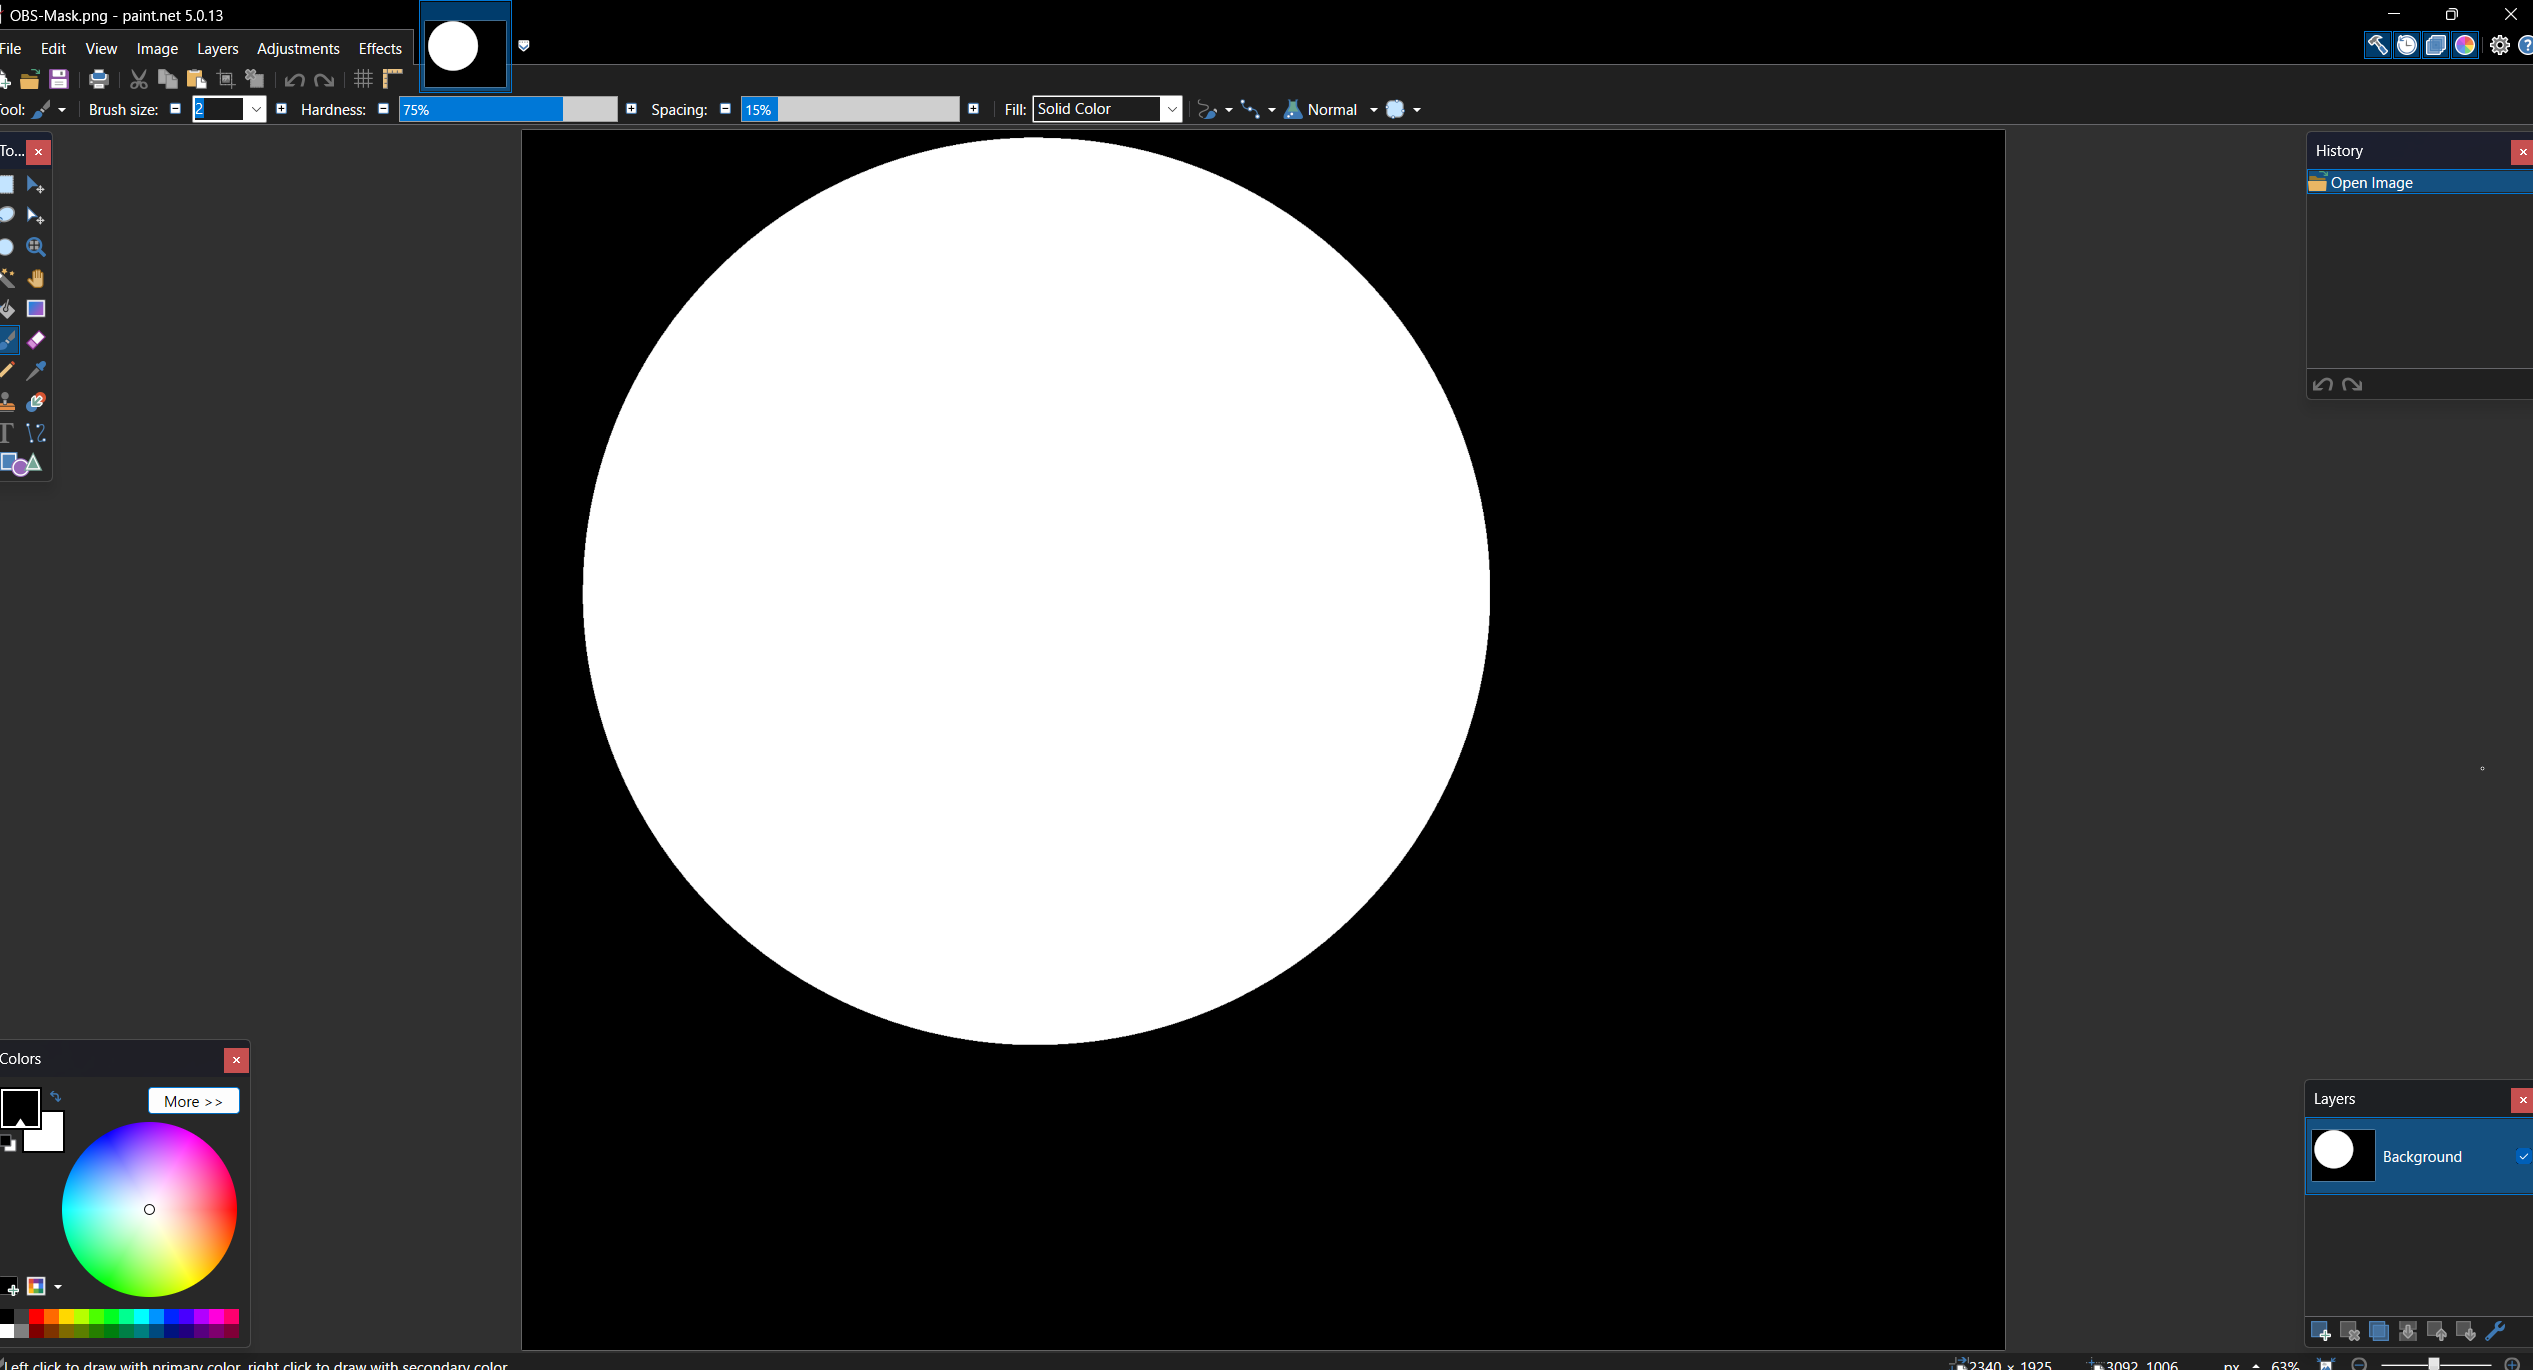 OBS-Mask.png - paint.net 5.0.13
File Edit View Image Layers Adjustments Effects
Tool: Brush size: 2 Hardness: 75% Spacing: 15% Fill: Solid Color Normal
To...
History
Open Image
Colors
More >>
Layers
Background
Left click to draw with primary color, right click to draw with secondary color
2340 × 1925 3092, 1006 px 63%